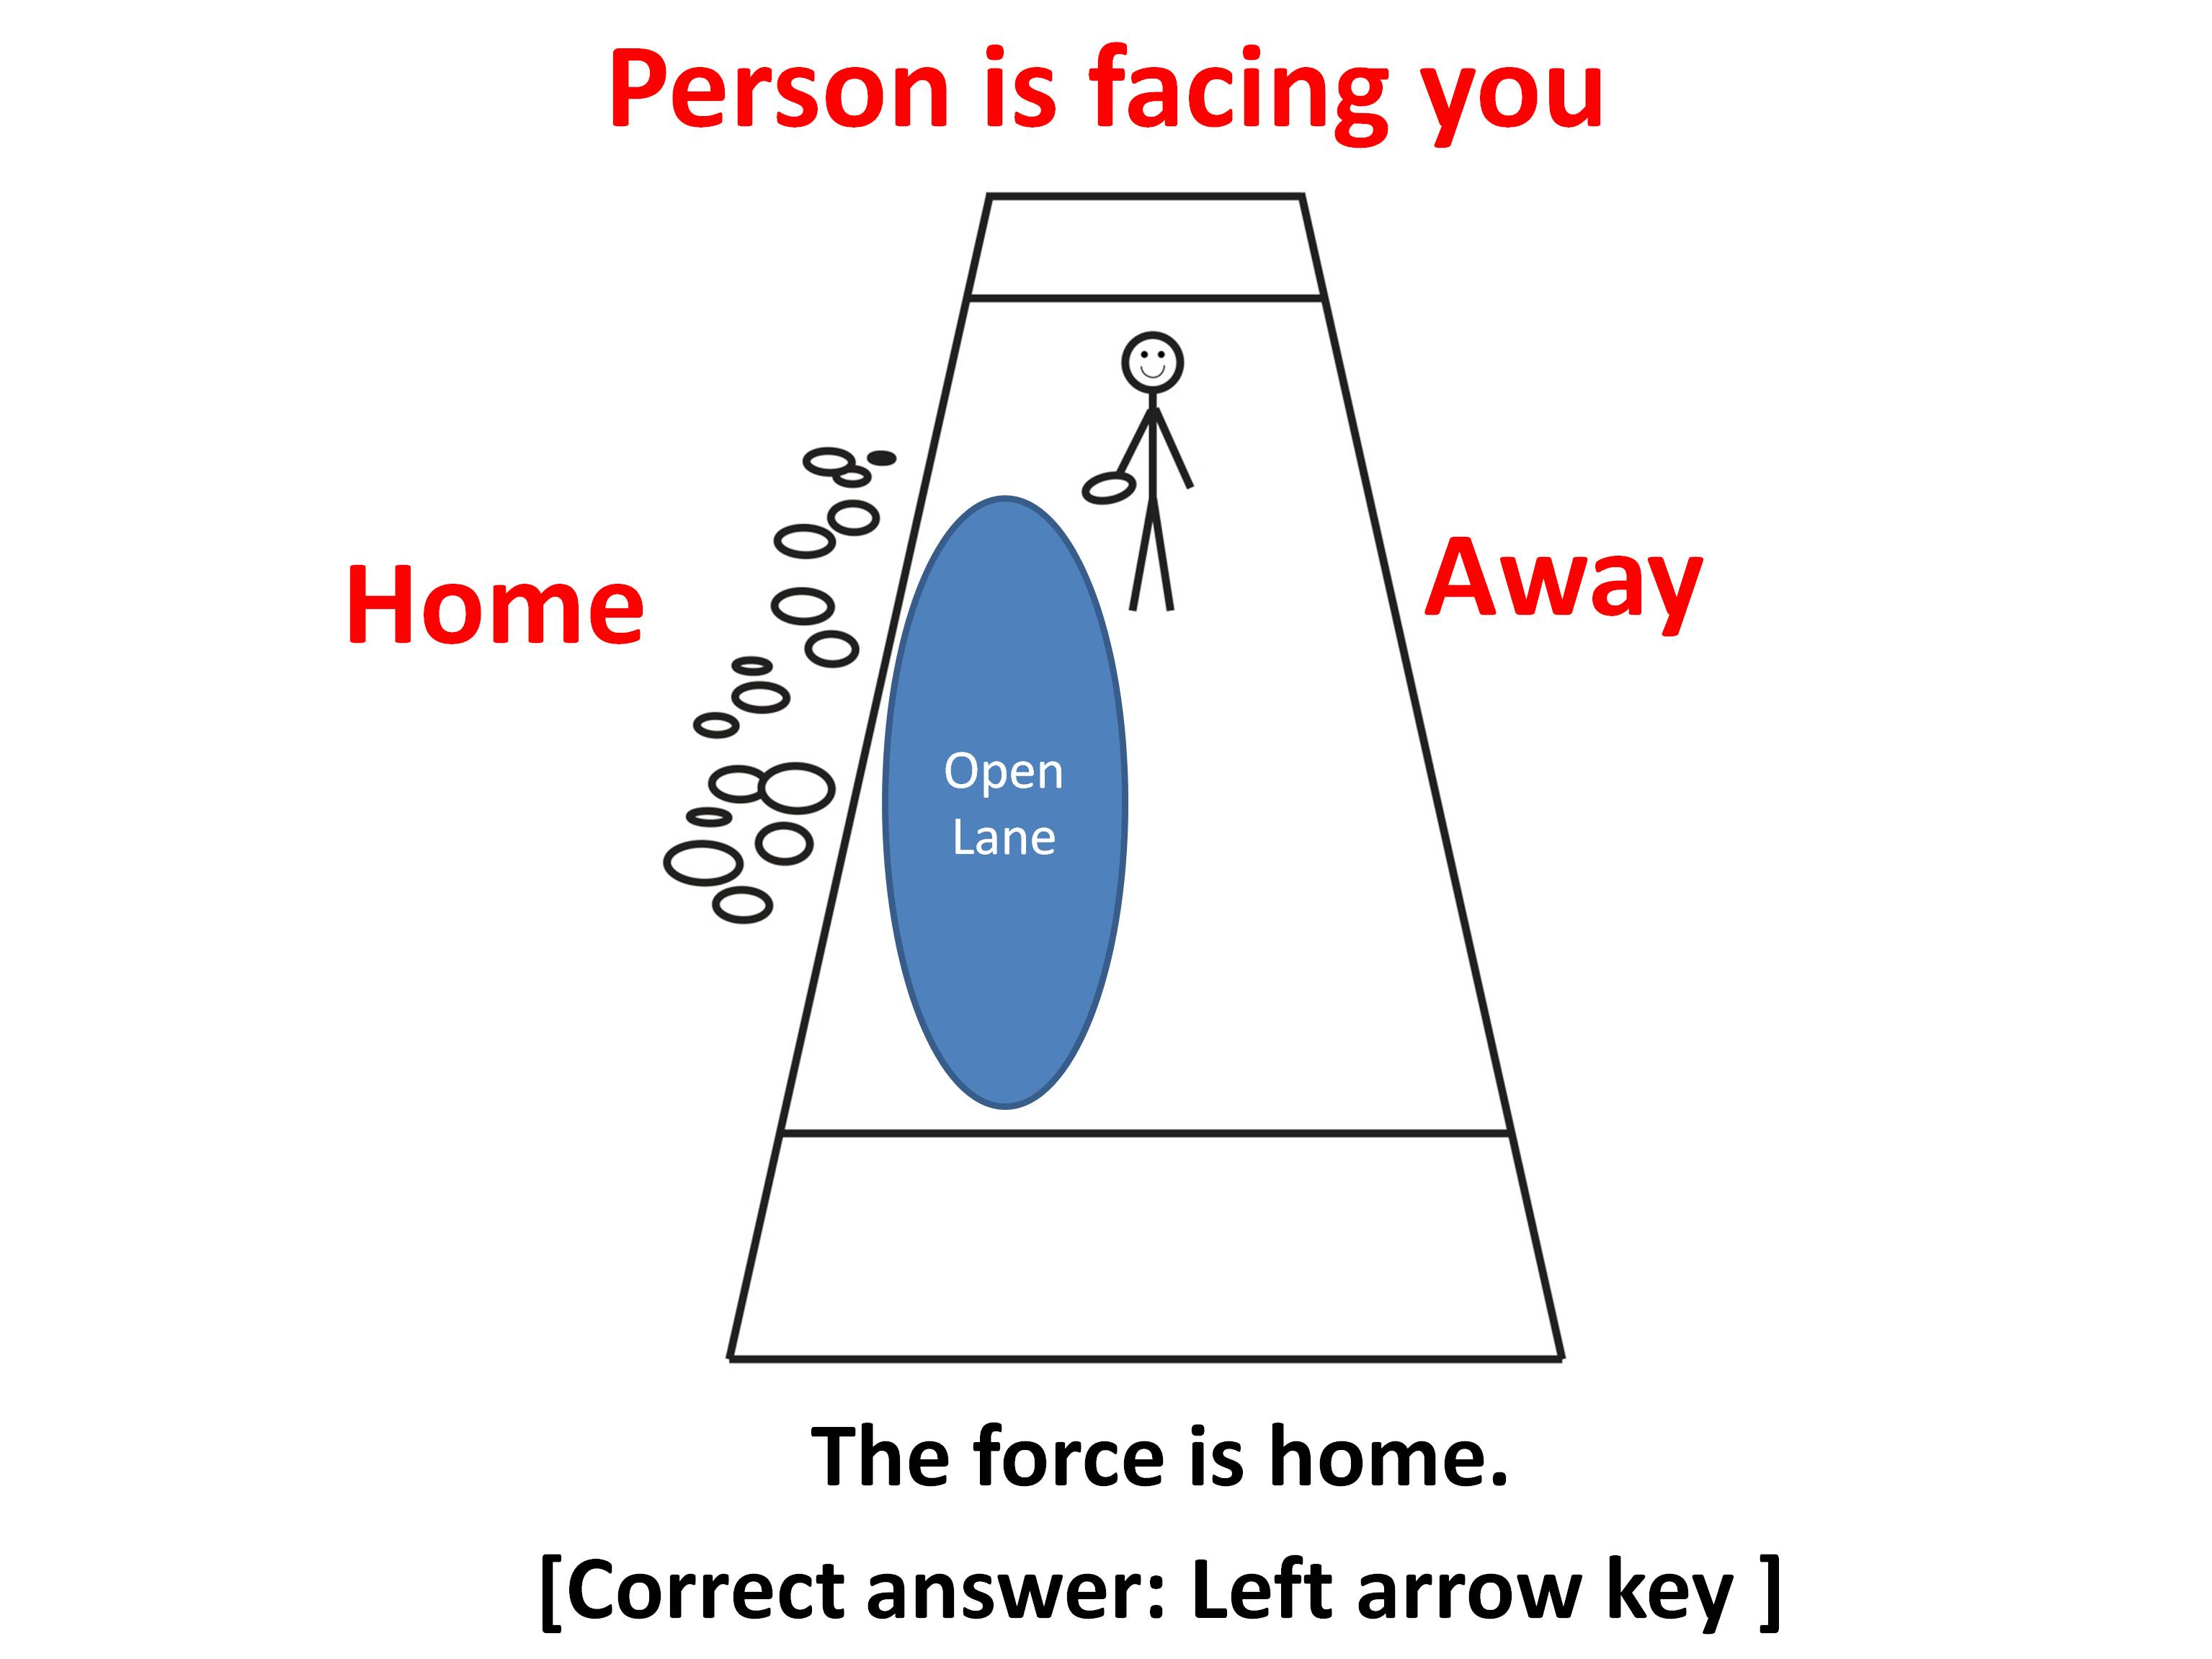 Person is facing you
Home
Away
Open
Lane
The force is home.
[Correct answer: Left arrow key ]